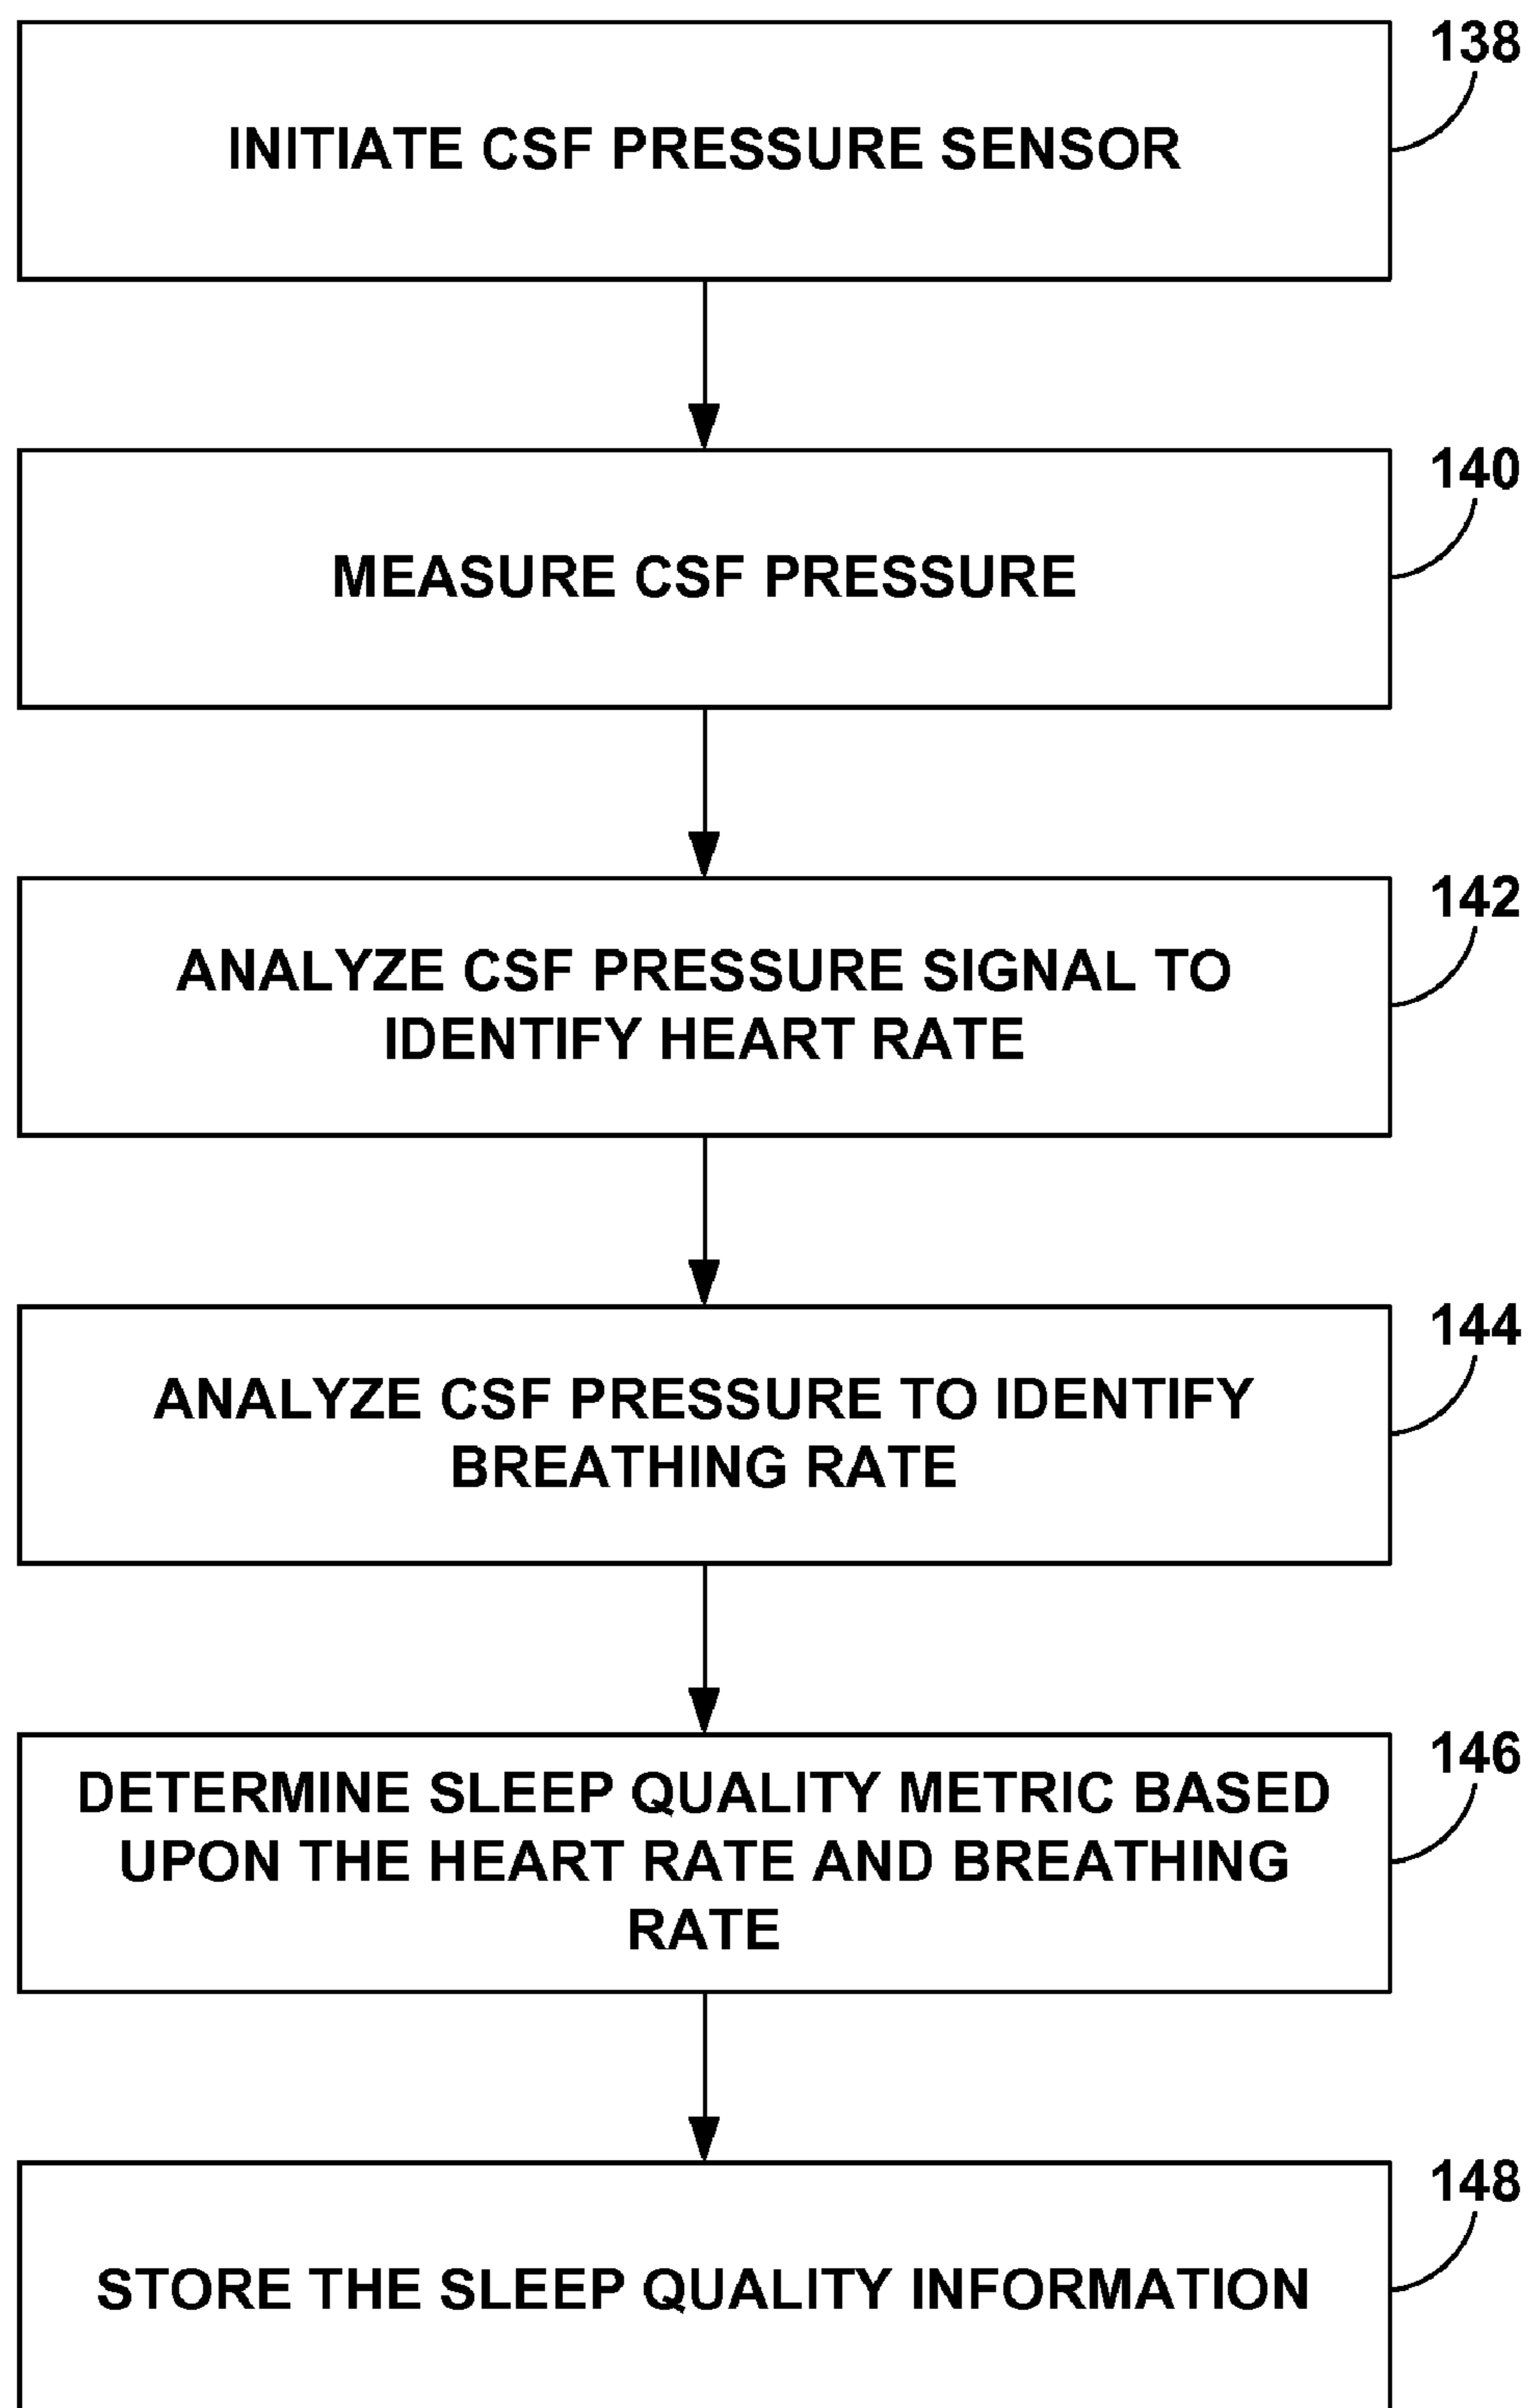 138
INITIATE CSF PRESSURE SENSOR
140
MEASURE CSF PRESSURE
142
ANALYZE CSF PRESSURE SIGNAL TO
IDENTIFY HEART RATE
144
ANALYZE CSF PRESSURE TO IDENTIFY
BREATHING RATE
146
DETERMINE SLEEP QUALITY METRIC BASED
UPON THE HEART RATE AND BREATHING
RATE
148
STORE THE SLEEP QUALITY INFORMATION